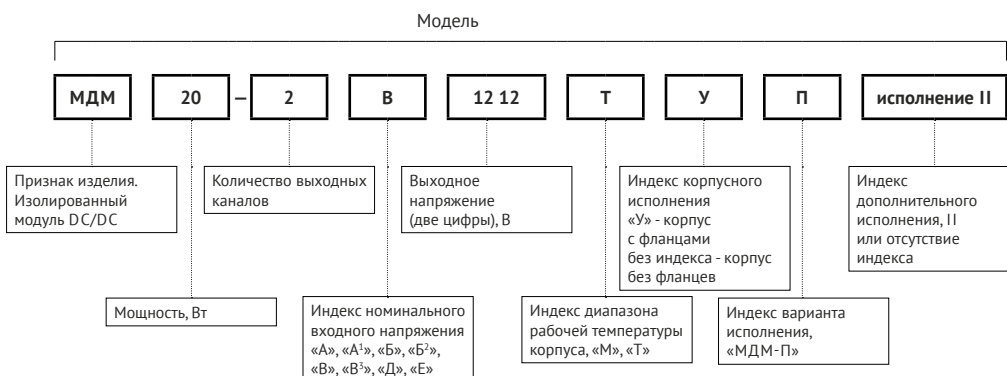 Модель
МДМ 20 – 2 В 12 12 Т У П исполнение II
Признак изделия.
Изолированный
модуль DC/DC
Количество выходных
каналов
Выходное
напряжение
(две цифры), В
Индекс корпусного
исполнения
«У» - корпус
с фланцами
без индекса - корпус
без фланцев
Индекс
дополнительного
исполнения, II
или отсутствие
индекса
Мощность, Вт
Индекс номинального
входного напряжения
«А», «А¹», «Б», «Б²»,
«В», «В³», «Д», «Е»
Индекс диапазона
рабочей температуры
корпуса, «М», «Т»
Индекс варианта
исполнения,
«МДМ-П»